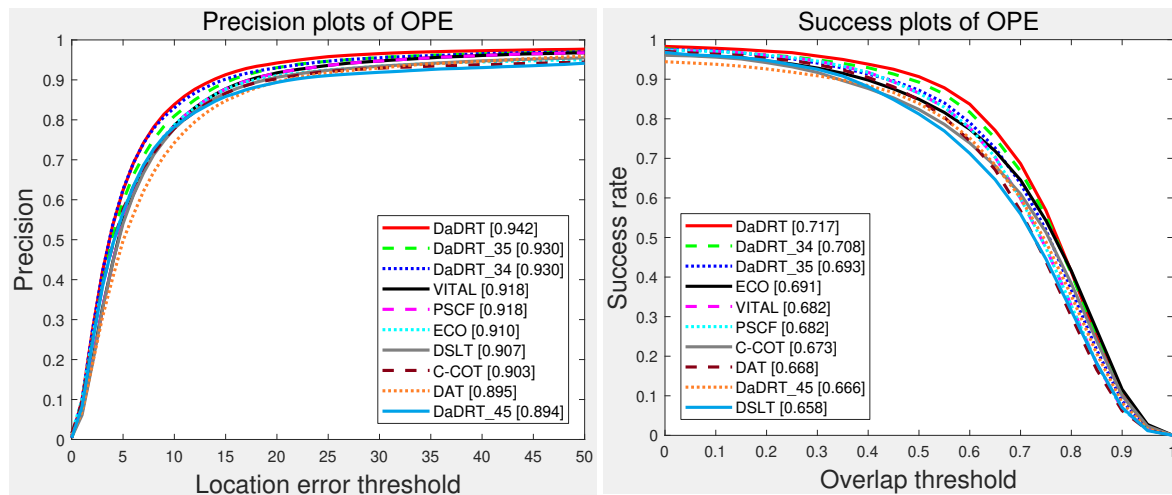 Precision plots of OPE
1
0.9
0.8
0.7
0.6
0.5
0.4
0.3
0.2
0.1
0
Precision
DaDRT [0.942]
DaDRT_35 [0.930]
DaDRT_34 [0.930]
VITAL [0.918]
PSCF [0.918]
ECO [0.910]
DSLT [0.907]
C-COT [0.903]
DAT [0.895]
DaDRT_45 [0.894]
0 5 10 15 20 25 30 35 40 45 50
Location error threshold
Success plots of OPE
1
0.9
0.8
0.7
0.6
0.5
0.4
0.3
0.2
0.1
0
Success rate
DaDRT [0.717]
DaDRT_34 [0.708]
DaDRT_35 [0.693]
ECO [0.691]
VITAL [0.682]
PSCF [0.682]
C-COT [0.673]
DAT [0.668]
DaDRT_45 [0.666]
DSLT [0.658]
0 0.1 0.2 0.3 0.4 0.5 0.6 0.7 0.8 0.9 1
Overlap threshold